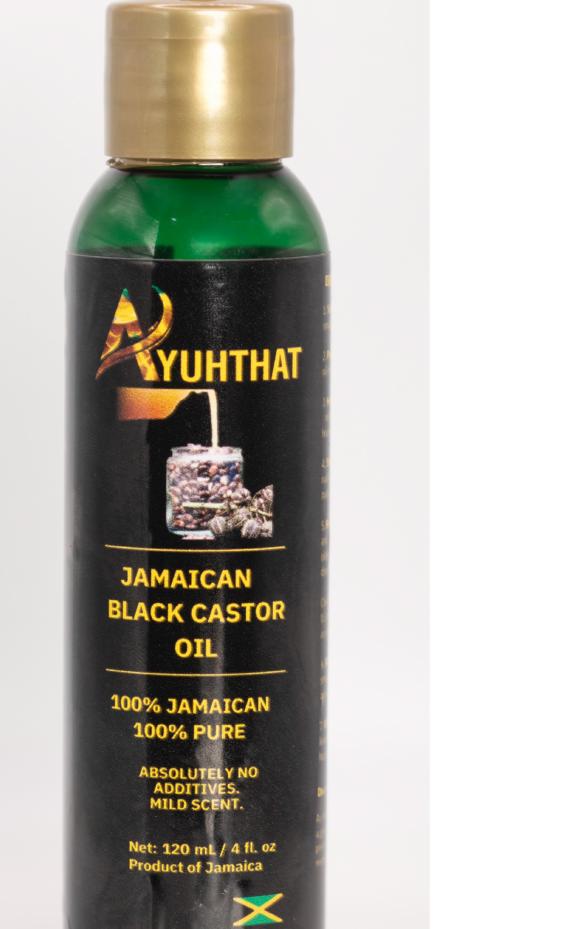 AYUHTHAT
JAMAICAN
BLACK CASTOR
OIL
100% JAMAICAN
100% PURE
ABSOLUTELY NO
ADDITIVES.
MILD SCENT.
Net: 120 mL / 4 fl. oz
Product of Jamaica